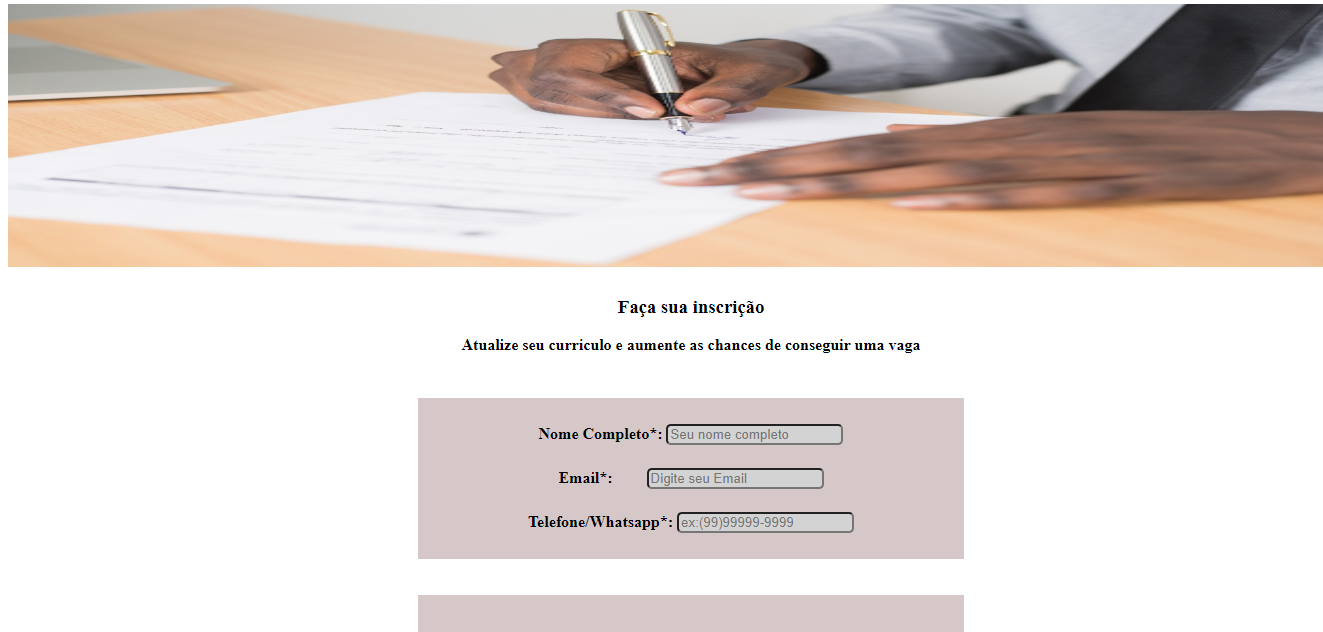 Faça sua inscrição
Atualize seu curriculo e aumente as chances de conseguir uma vaga
Nome Completo*: Seu nome completo
Email*: Digite seu Email
Telefone/Whatsapp*: ex:(99)99999-9999